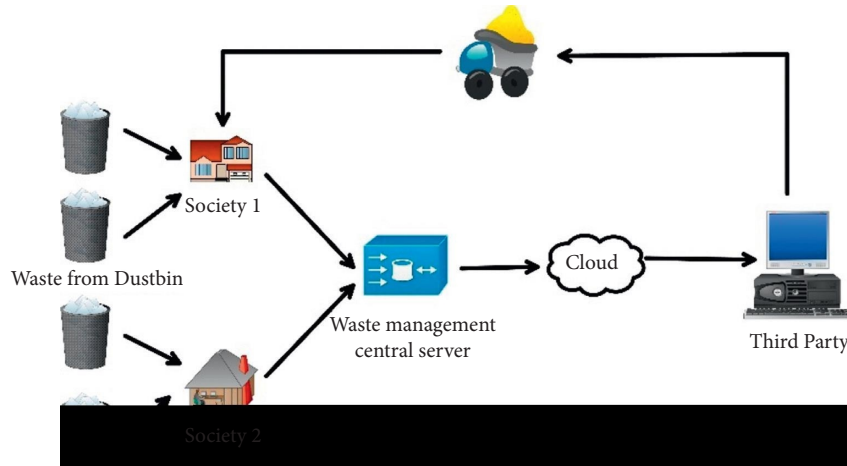 Society 1
Waste from Dustbin
Cloud
Waste management
central server
Third Party
Society 2